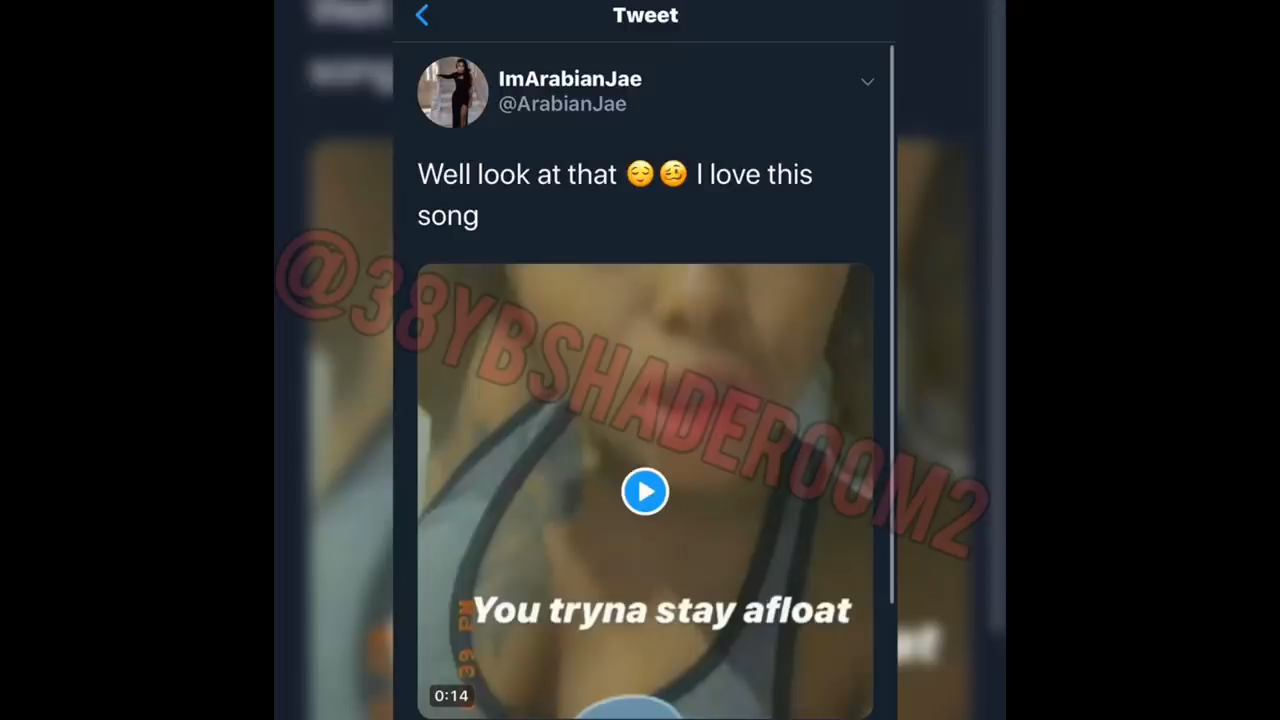 Tweet
ImArabianJae
@ArabianJae
Well look at that 😌🥴 I love this
song
@38YBSHADEROOM2
You tryna stay afloat
0:14